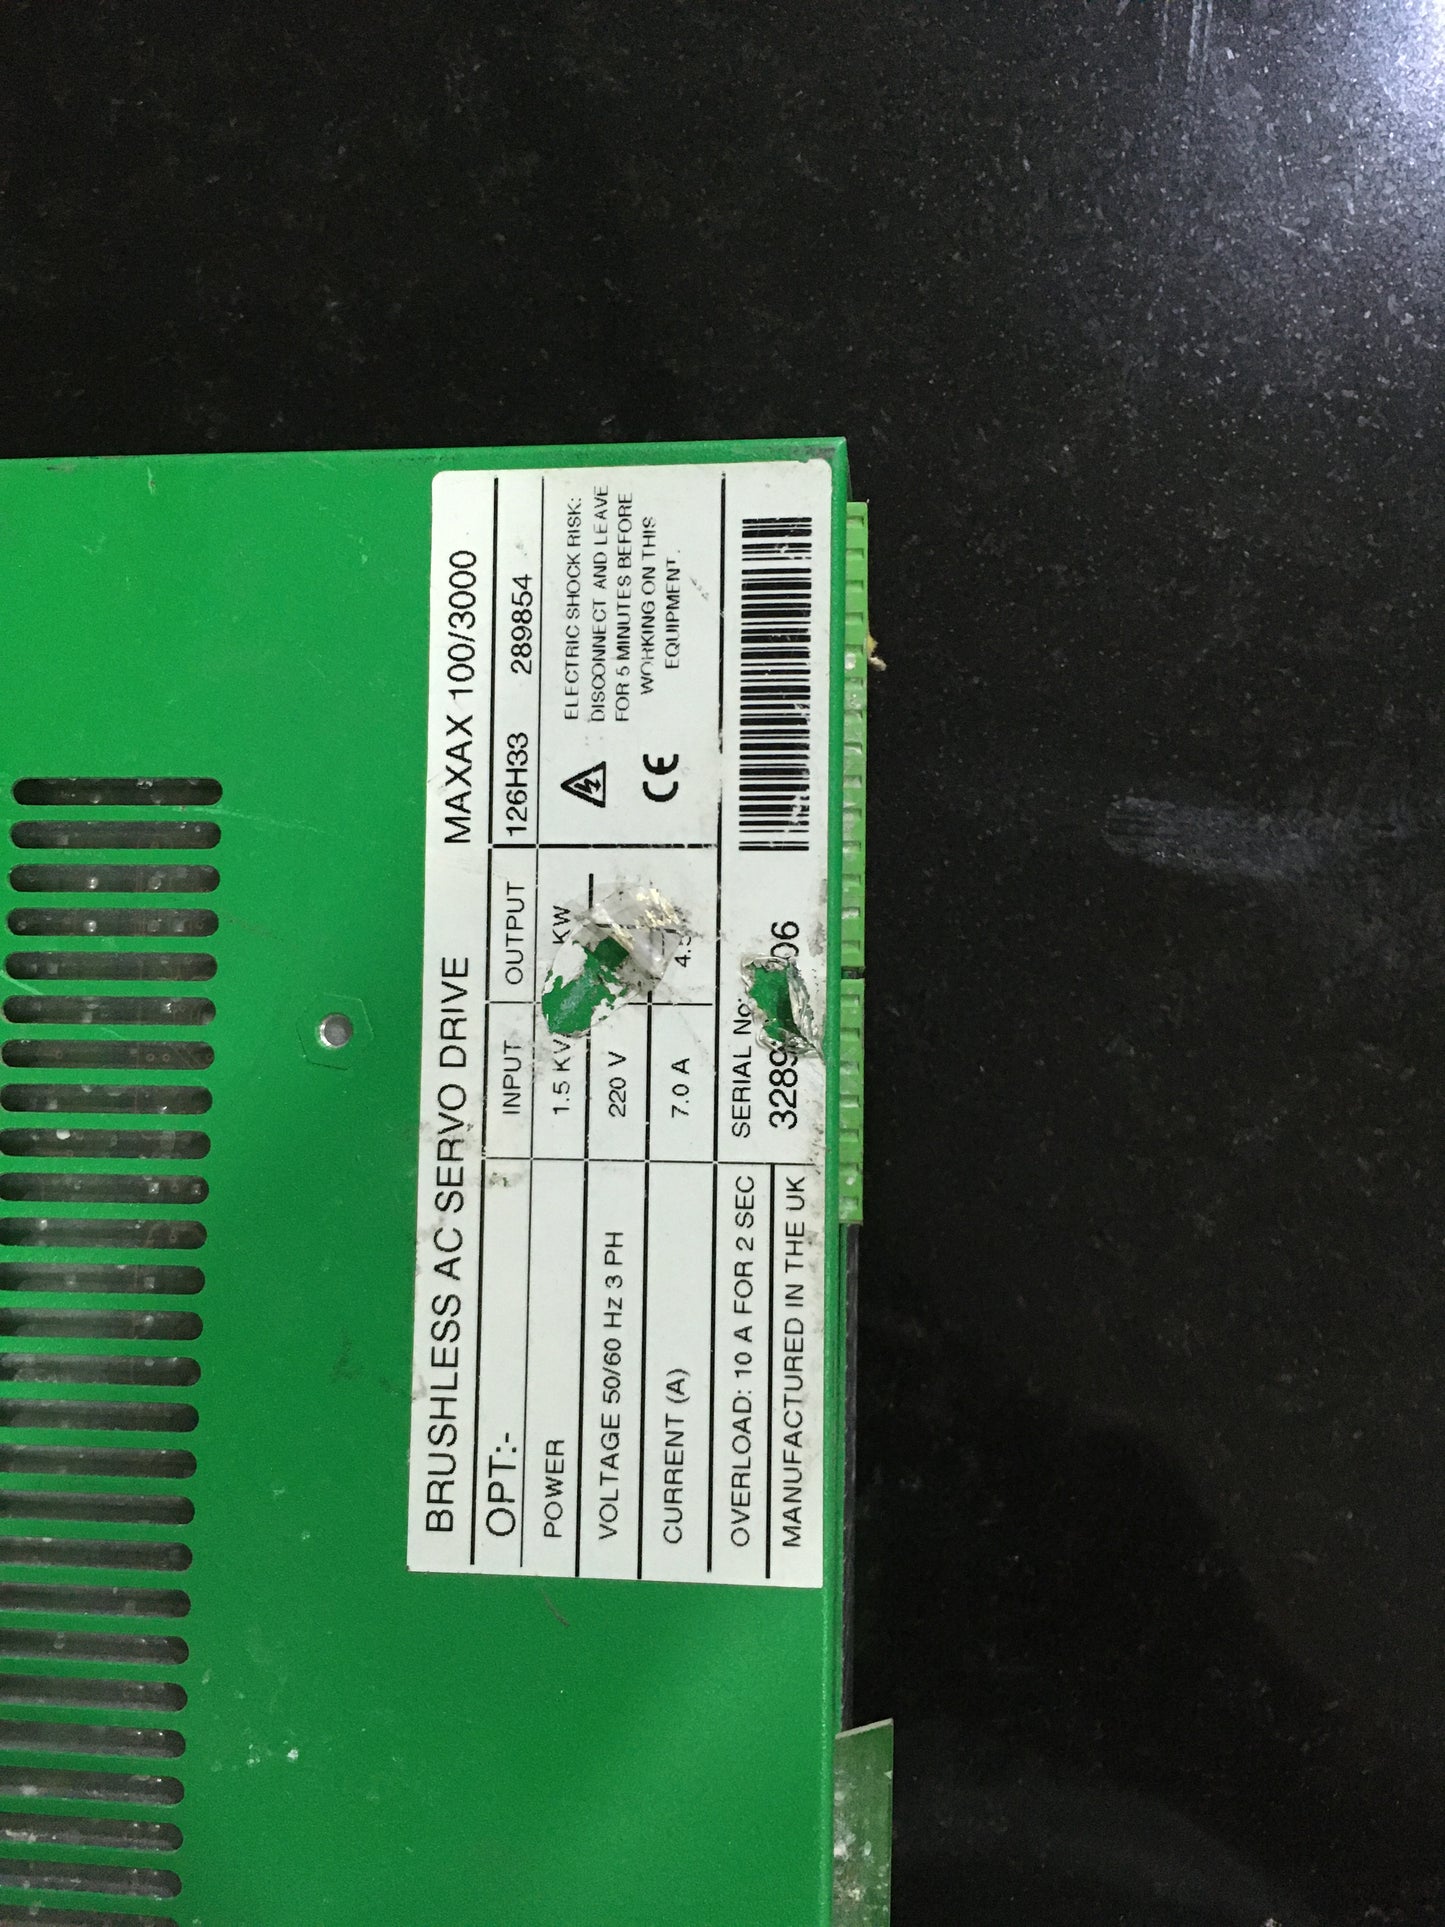 BRUSHLESS AC SERVO DRIVE MAXAX 100/3000
OPT:- INPUT OUTPUT 126H33 289854
POWER 1.5 KV KW
VOLTAGE 50/60 Hz 3 PH 220 V
CURRENT (A) 7.0 A
ELECTRIC SHOCK RISK:
DISCONNECT AND LEAVE
FOR 5 MINUTES BEFORE
WORKING ON THIS
EQUIPMENT.
CE
OVERLOAD: 10 A FOR 2 SEC SERIAL No.
MANUFACTURED IN THE UK